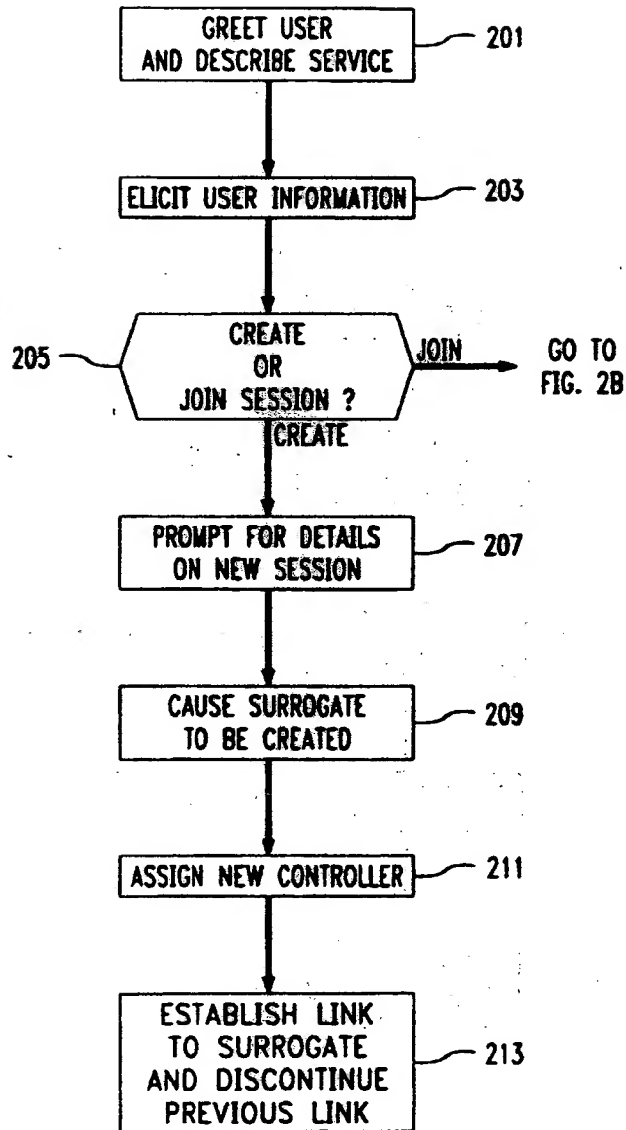 GREET USER
AND DESCRIBE SERVICE
201
ELICIT USER INFORMATION
203
205
CREATE
OR
JOIN SESSION ?
JOIN
GO TO
FIG. 2B
CREATE
PROMPT FOR DETAILS
ON NEW SESSION
207
CAUSE SURROGATE
TO BE CREATED
209
ASSIGN NEW CONTROLLER
211
ESTABLISH LINK
TO SURROGATE
AND DISCONTINUE
PREVIOUS LINK
213